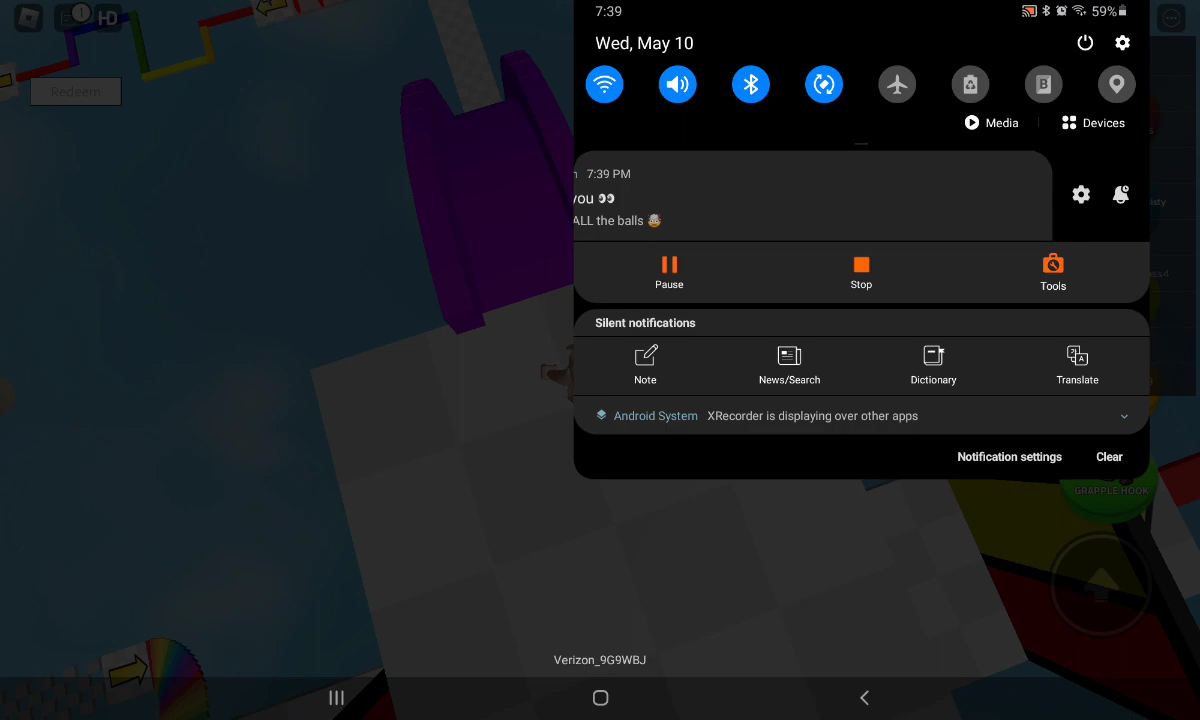 7:39
59%
1
HD
Wed, May 10
Redeem
B
Media
Devices
7:39 PM
you 👀
ALL the balls
Pause
Stop
Tools
Silent notifications
Note
News/Search
Dictionary
Translate
A
Android System XRecorder is displaying over other apps
Notification settings
Clear
GRAPPLE HOOK
Verizon_9G9WBJ